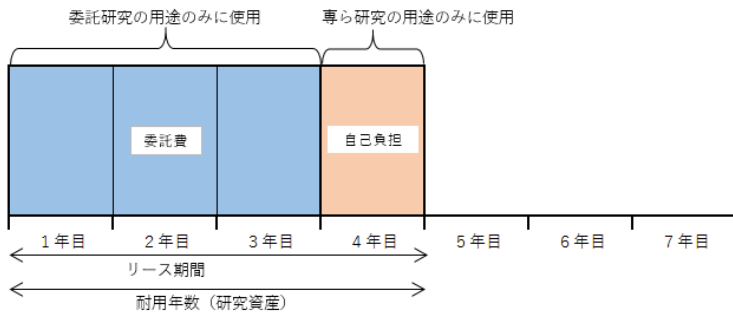 委託研究の用途のみに使用
専ら研究の用途のみに使用
委託費
自己負担
1年目
2年目
3年目
4年目
5年目
6年目
7年目
リース期間
耐用年数（研究資産）